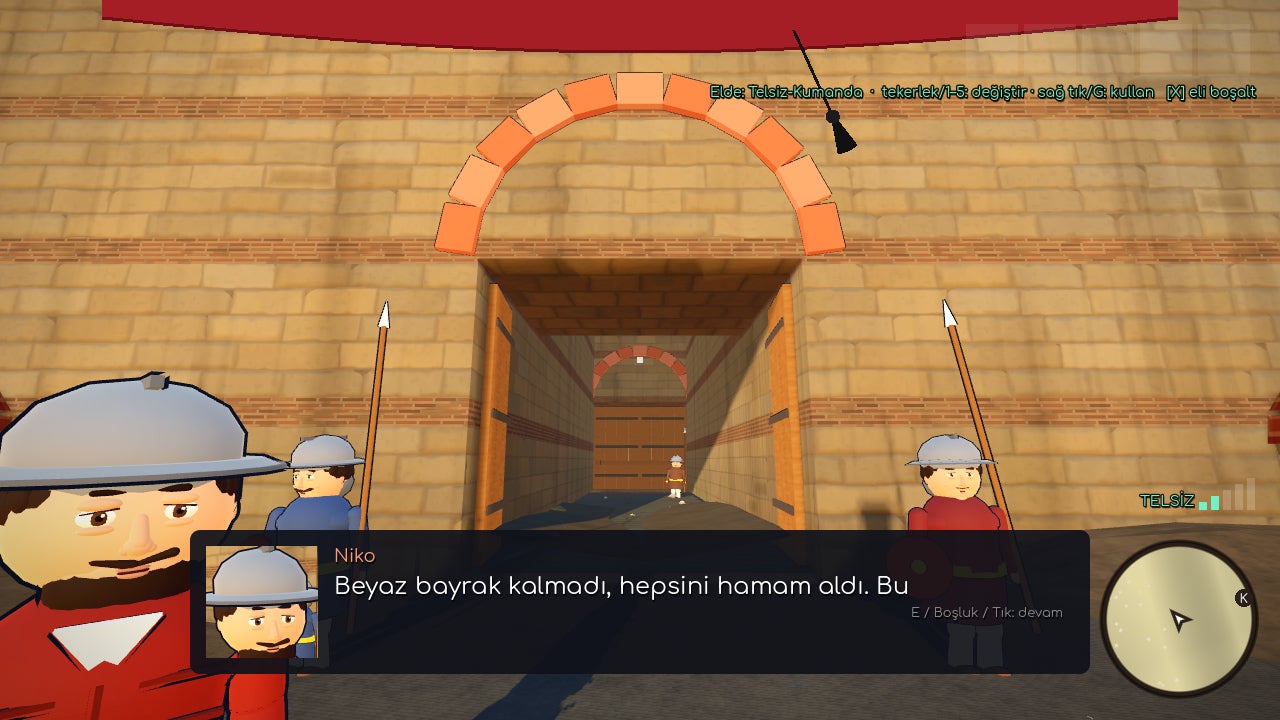 Elde: Telsiz-Kumanda · tekerlek/1-5: değiştir · sağ tık/G: kullan [X] eli boşalt
TELSİZ
K
Niko
Beyaz bayrak kalmadı, hepsini hamam aldı. Bu
E / Boşluk / Tık: devam